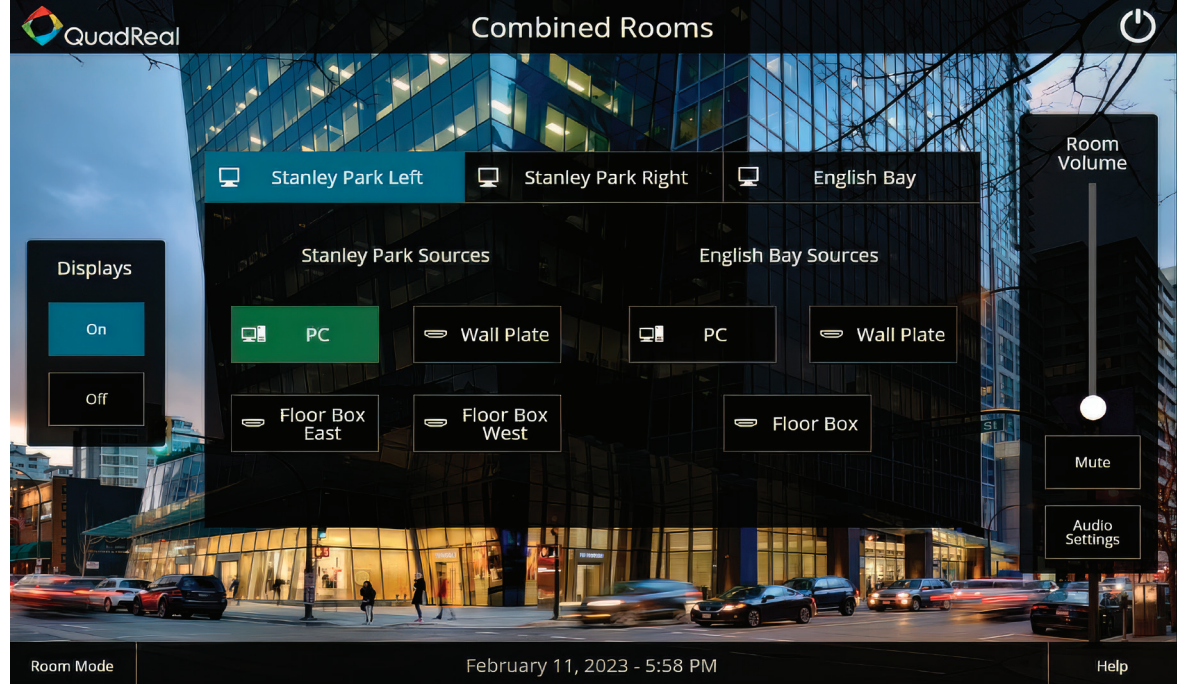 QuadReal
Combined Rooms
Room
Volume
Stanley Park Left
Stanley Park Right
English Bay
Displays
Stanley Park Sources
English Bay Sources
On
PC
Wall Plate
PC
Wall Plate
Off
Floor Box
East
Floor Box
West
Floor Box
St
Mute
Audio
Settings
Room Mode
February 11, 2023 - 5:58 PM
Help